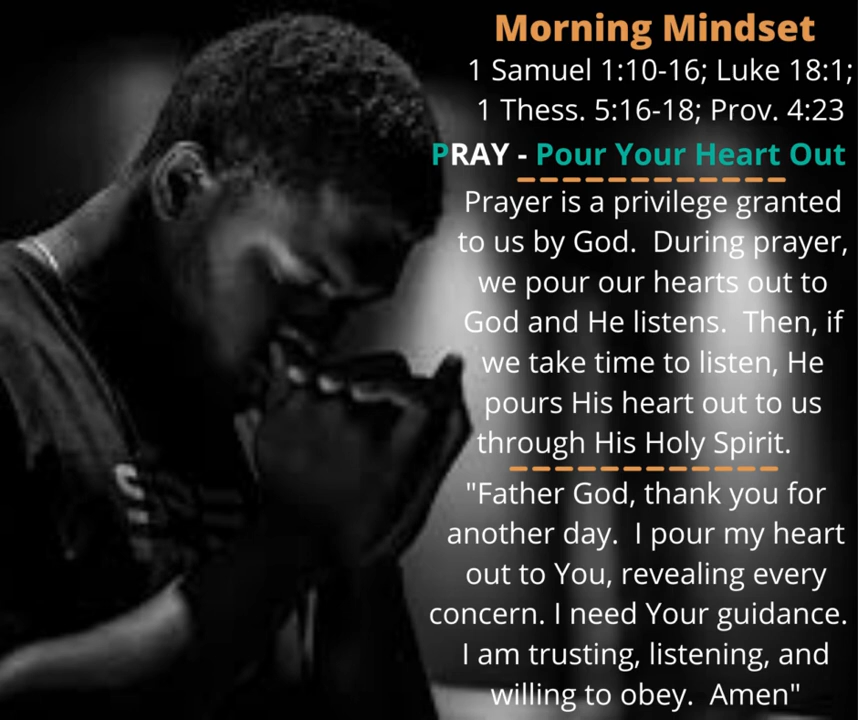 Morning Mindset
1 Samuel 1:10-16; Luke 18:1;
1 Thess. 5:16-18; Prov. 4:23
PRAY - Pour Your Heart Out
Prayer is a privilege granted
to us by God. During prayer,
we pour our hearts out to
God and He listens. Then, if
we take time to listen, He
pours His heart out to us
through His Holy Spirit.
"Father God, thank you for
another day. I pour my heart
out to You, revealing every
concern. I need Your guidance.
I am trusting, listening, and
willing to obey. Amen"